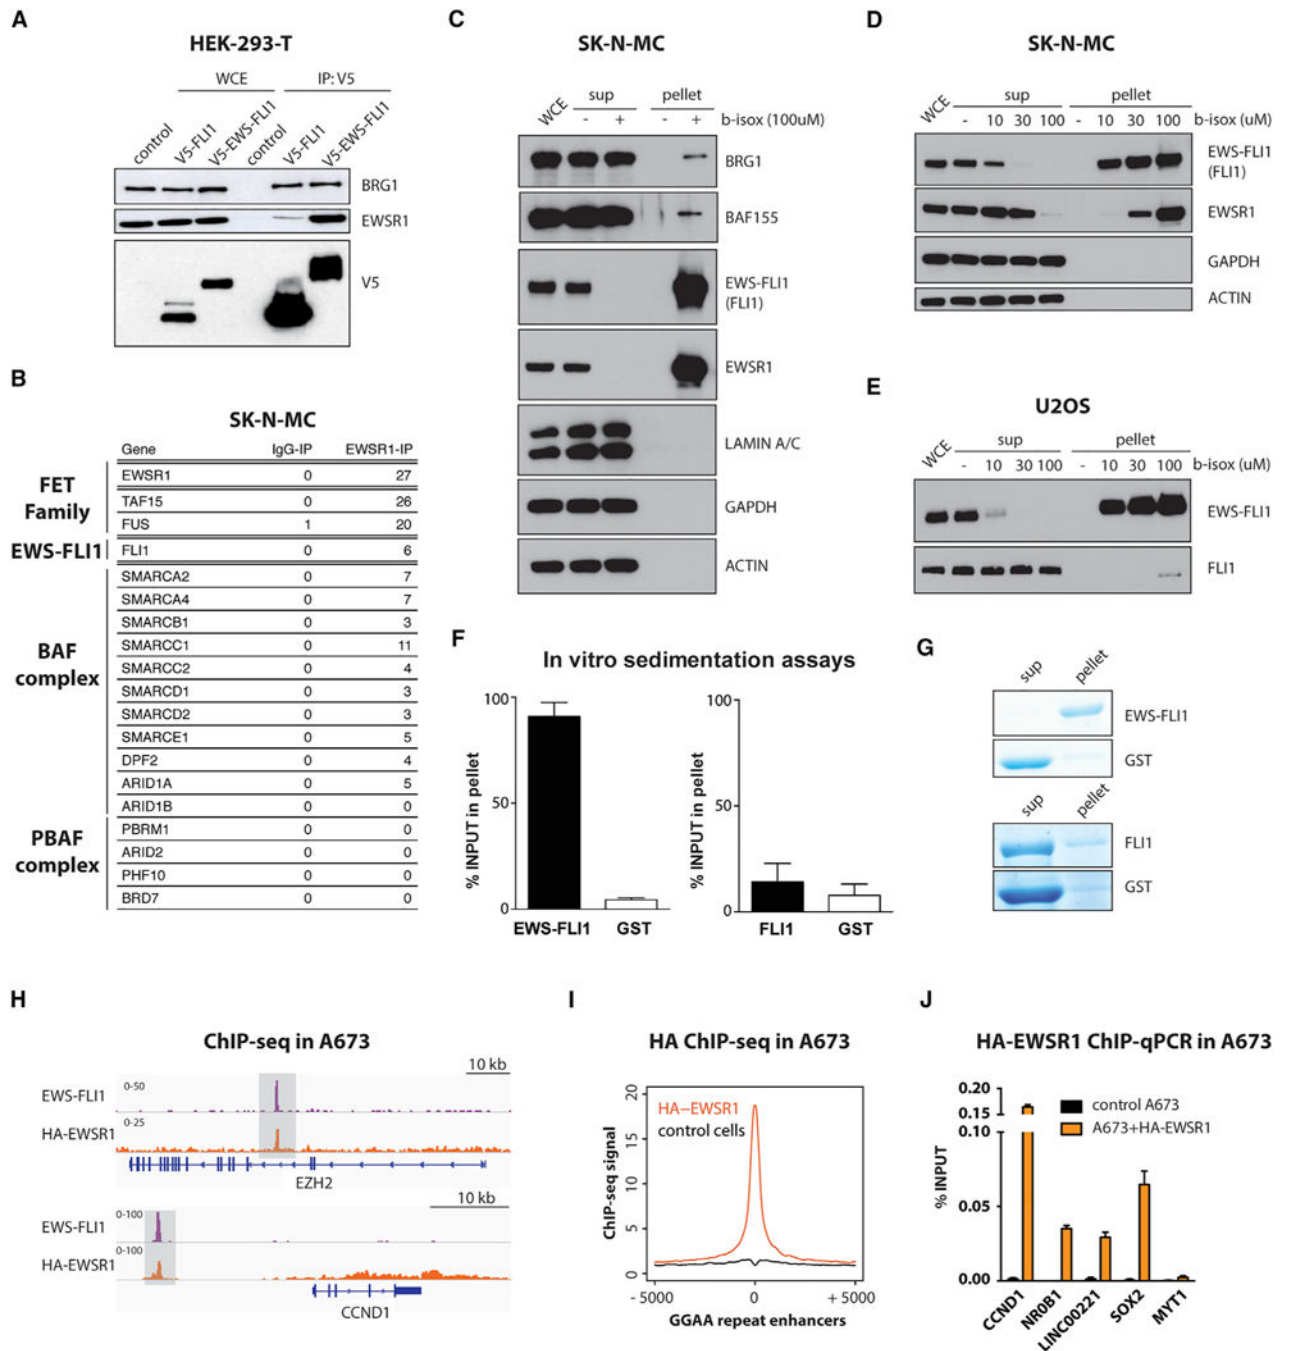 A
HEK-293-T
WCE IP: V5
control V5-FLI1 V5-EWS-FLI1 control V5-FLI1 V5-EWS-FLI1
BRG1
EWSR1
V5
B
SK-N-MC
Gene IgG-IP EWSR1-IP
FET Family
EWSR1 0 27
TAF15 0 26
FUS 1 20
EWS-FLI1
FLI1 0 6
BAF complex
SMARCA2 0 7
SMARCA4 0 7
SMARCB1 0 3
SMARCC1 0 11
SMARCC2 0 4
SMARCD1 0 3
SMARCD2 0 3
SMARCE1 0 5
DPF2 0 4
ARID1A 0 5
ARID1B 0 0
PBAF complex
PBRM1 0 0
ARID2 0 0
PHF10 0 0
BRD7 0 0
C
SK-N-MC
WCE sup pellet
- + - + b-isox (100uM)
BRG1
BAF155
EWS-FLI1
(FLI1)
EWSR1
LAMIN A/C
GAPDH
ACTIN
D
SK-N-MC
WCE sup pellet
- 10 30 100 - 10 30 100 b-isox (uM)
EWS-FLI1
(FLI1)
EWSR1
GAPDH
ACTIN
E
U2OS
WCE sup pellet
- 10 30 100 - 10 30 100 b-isox (uM)
EWS-FLI1
FLI1
F
In vitro sedimentation assays
% INPUT in pellet
100
50
0
EWS-FLI1 GST
% INPUT in pellet
100
50
0
FLI1 GST
G
sup pellet
EWS-FLI1
GST
sup pellet
FLI1
GST
H
ChIP-seq in A673
10 kb
EWS-FLI1 0-50
HA-EWSR1 0-25
EZH2
10 kb
EWS-FLI1 0-100
HA-EWSR1 0-100
CCND1
I
HA ChIP-seq in A673
HA-EWSR1
control cells
ChIP-seq signal
20
15
10
5
0
- 5000 0 + 5000
GGAA repeat enhancers
J
HA-EWSR1 ChIP-qPCR in A673
control A673
A673+HA-EWSR1
% INPUT
0.20
0.15
0.10
0.05
0.00
CCND1 NR0B1 LINC00221 SOX2 MYT1